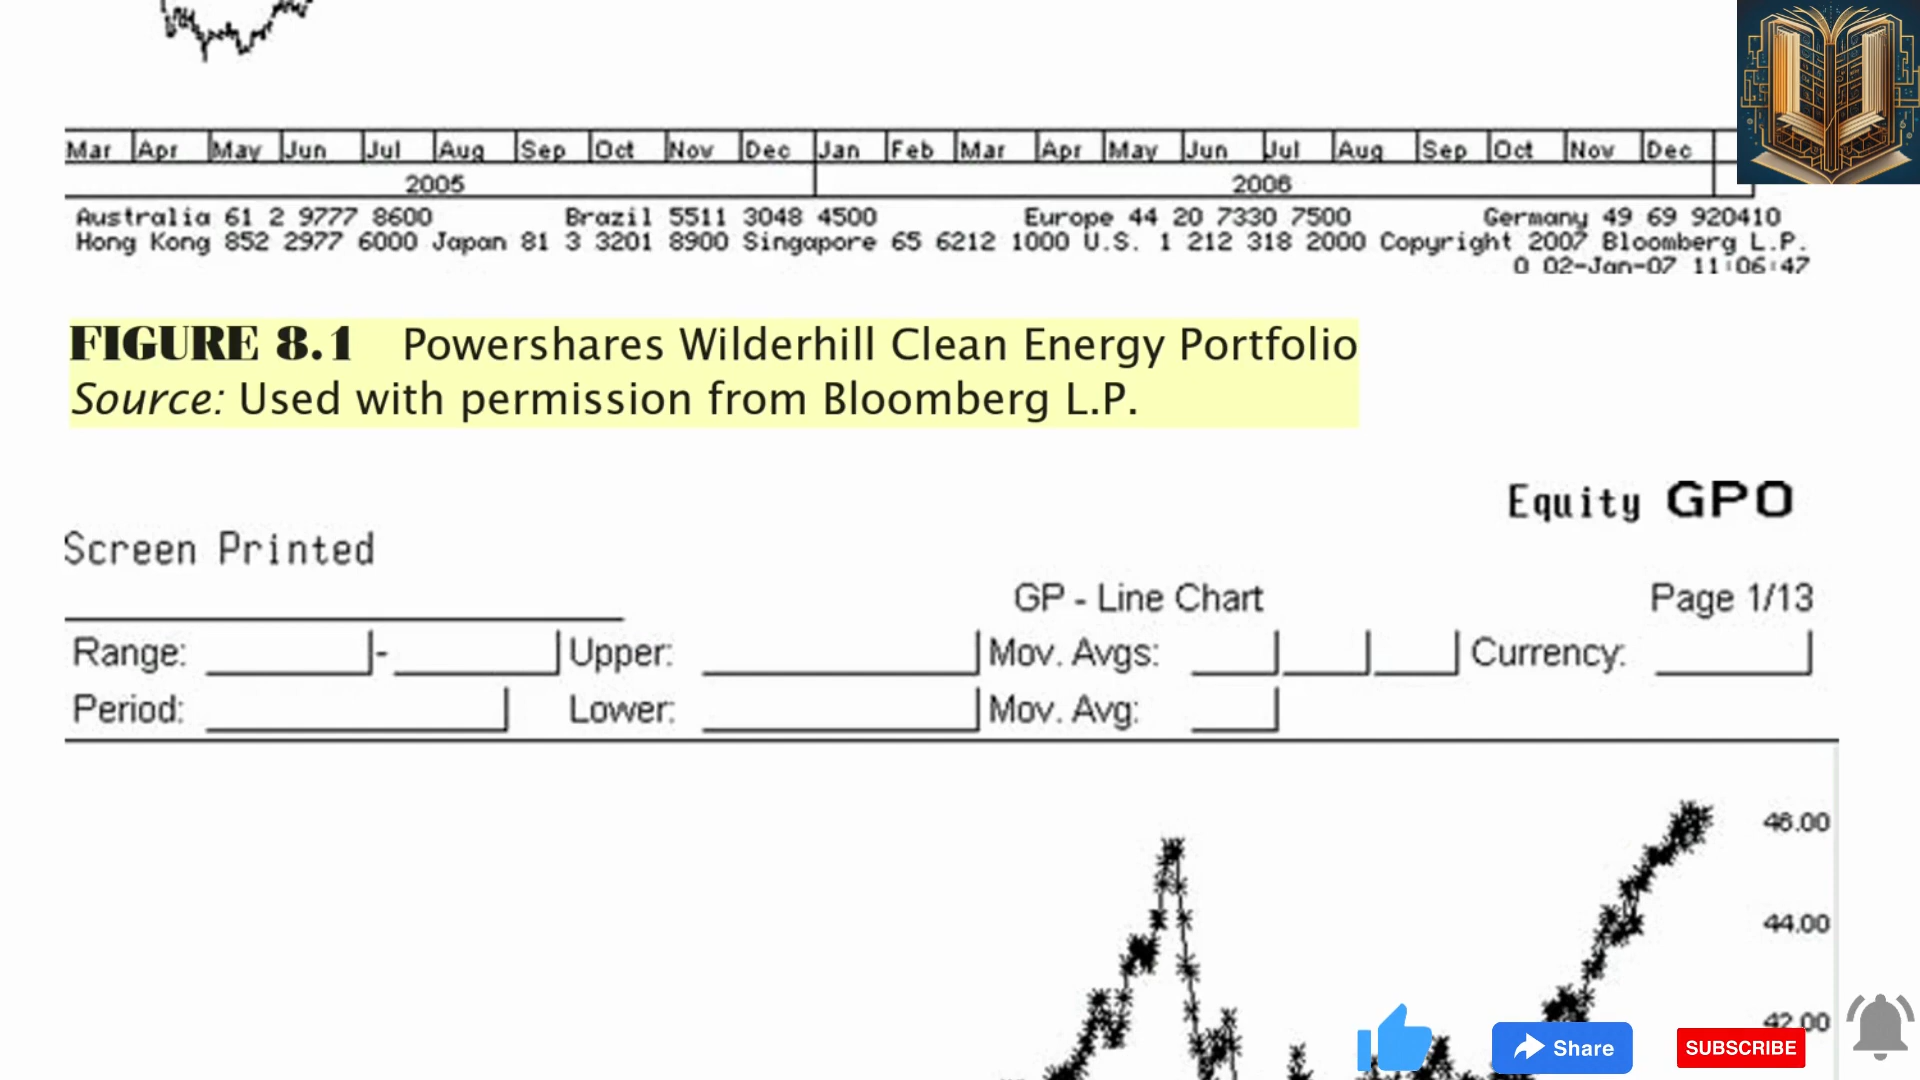 Mar Apr May Jun Jul Aug Sep Oct Nov Dec Jan Feb Mar Apr May Jun Jul Aug Sep Oct Nov Dec
2005 2006
Australia 61 2 9777 8600 Brazil 5511 3048 4500 Europe 44 20 7330 7500 Germany 49 69 920410
Hong Kong 852 2977 6000 Japan 81 3 3201 8900 Singapore 65 6212 1000 U.S. 1 212 318 2000 Copyright 2007 Bloomberg L.P.
0 02-Jan-07 11:06:47
FIGURE 8.1 Powershares Wilderhill Clean Energy Portfolio
Source: Used with permission from Bloomberg L.P.
Equity GPO
Screen Printed
GP - Line Chart Page 1/13
Range: - Upper: Mov. Avgs: Currency:
Period: Lower: Mov. Avg:
46.00
44.00
42.00
Share
SUBSCRIBE